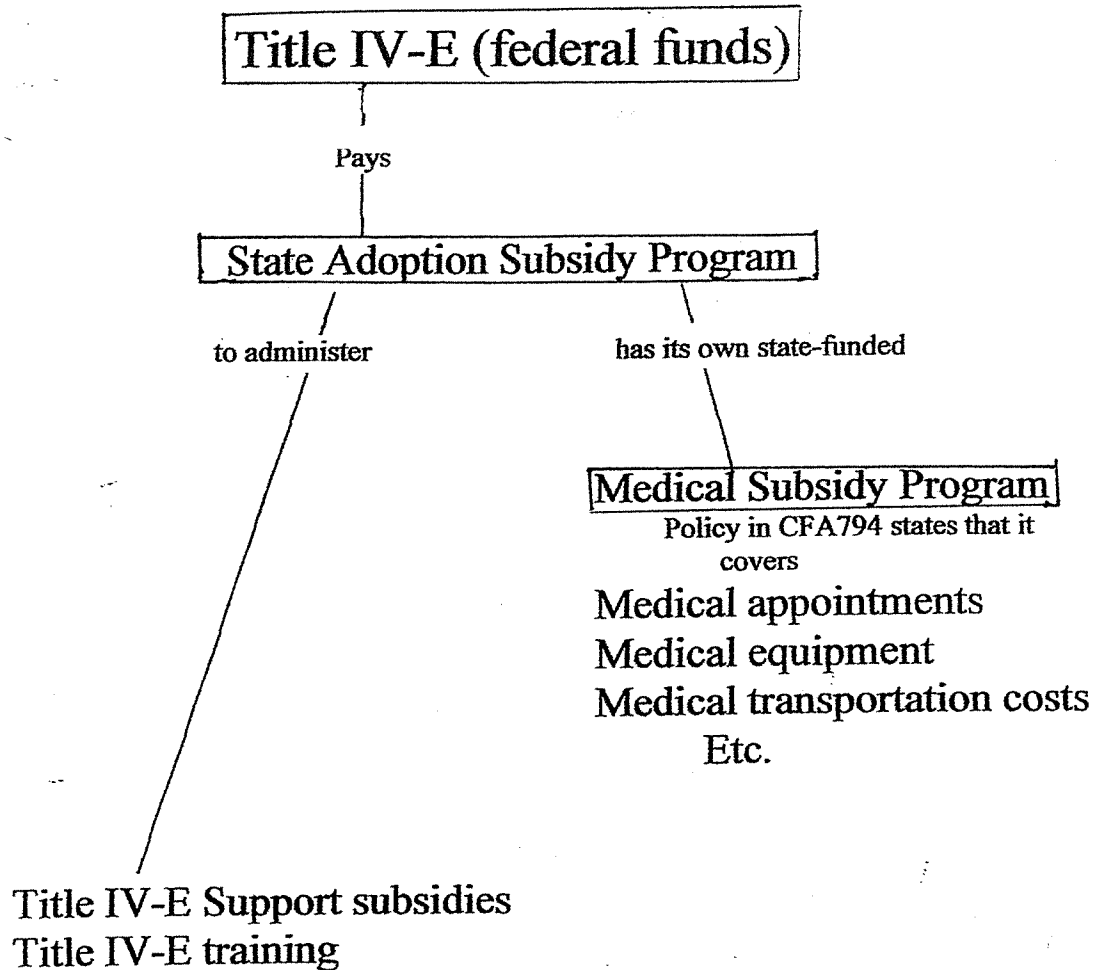 Title IV-E (federal funds)
Pays
State Adoption Subsidy Program
to administer
has its own state-funded
Medical Subsidy Program
Policy in CFA794 states that it
covers
Medical appointments
Medical equipment
Medical transportation costs
Etc.
Title IV-E Support subsidies
Title IV-E training